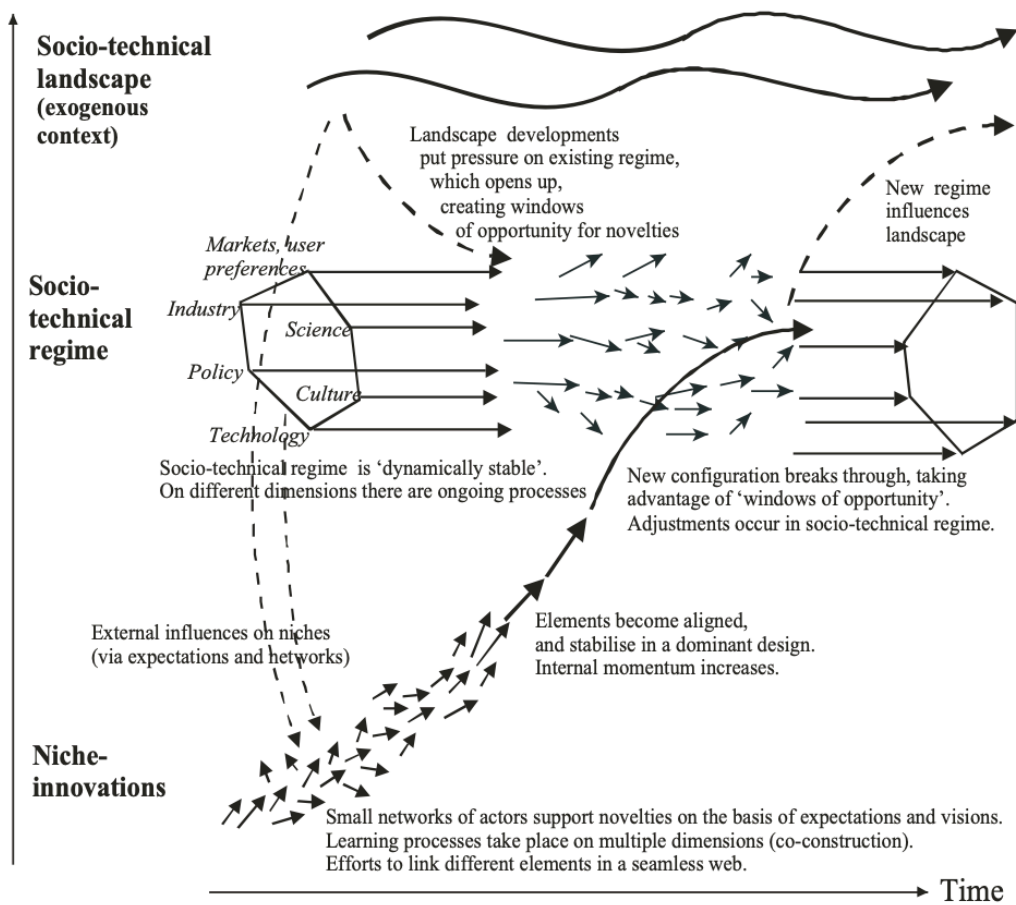 Socio-technical
landscape
(exogenous
context)
Landscape developments
put pressure on existing regime,
which opens up,
creating windows
of opportunity for novelties
New regime
influences
landscape
Socio-
technical
regime
Markets, user
preferences
Industry
Science
Policy
Culture
Technology
Socio-technical regime is ‘dynamically stable’.
On different dimensions there are ongoing processes
New configuration breaks through, taking
advantage of ‘windows of opportunity’.
Adjustments occur in socio-technical regime.
External influences on niches
(via expectations and networks)
Elements become aligned,
and stabilise in a dominant design.
Internal momentum increases.
Niche-
innovations
Small networks of actors support novelties on the basis of expectations and visions.
Learning processes take place on multiple dimensions (co-construction).
Efforts to link different elements in a seamless web.
Time